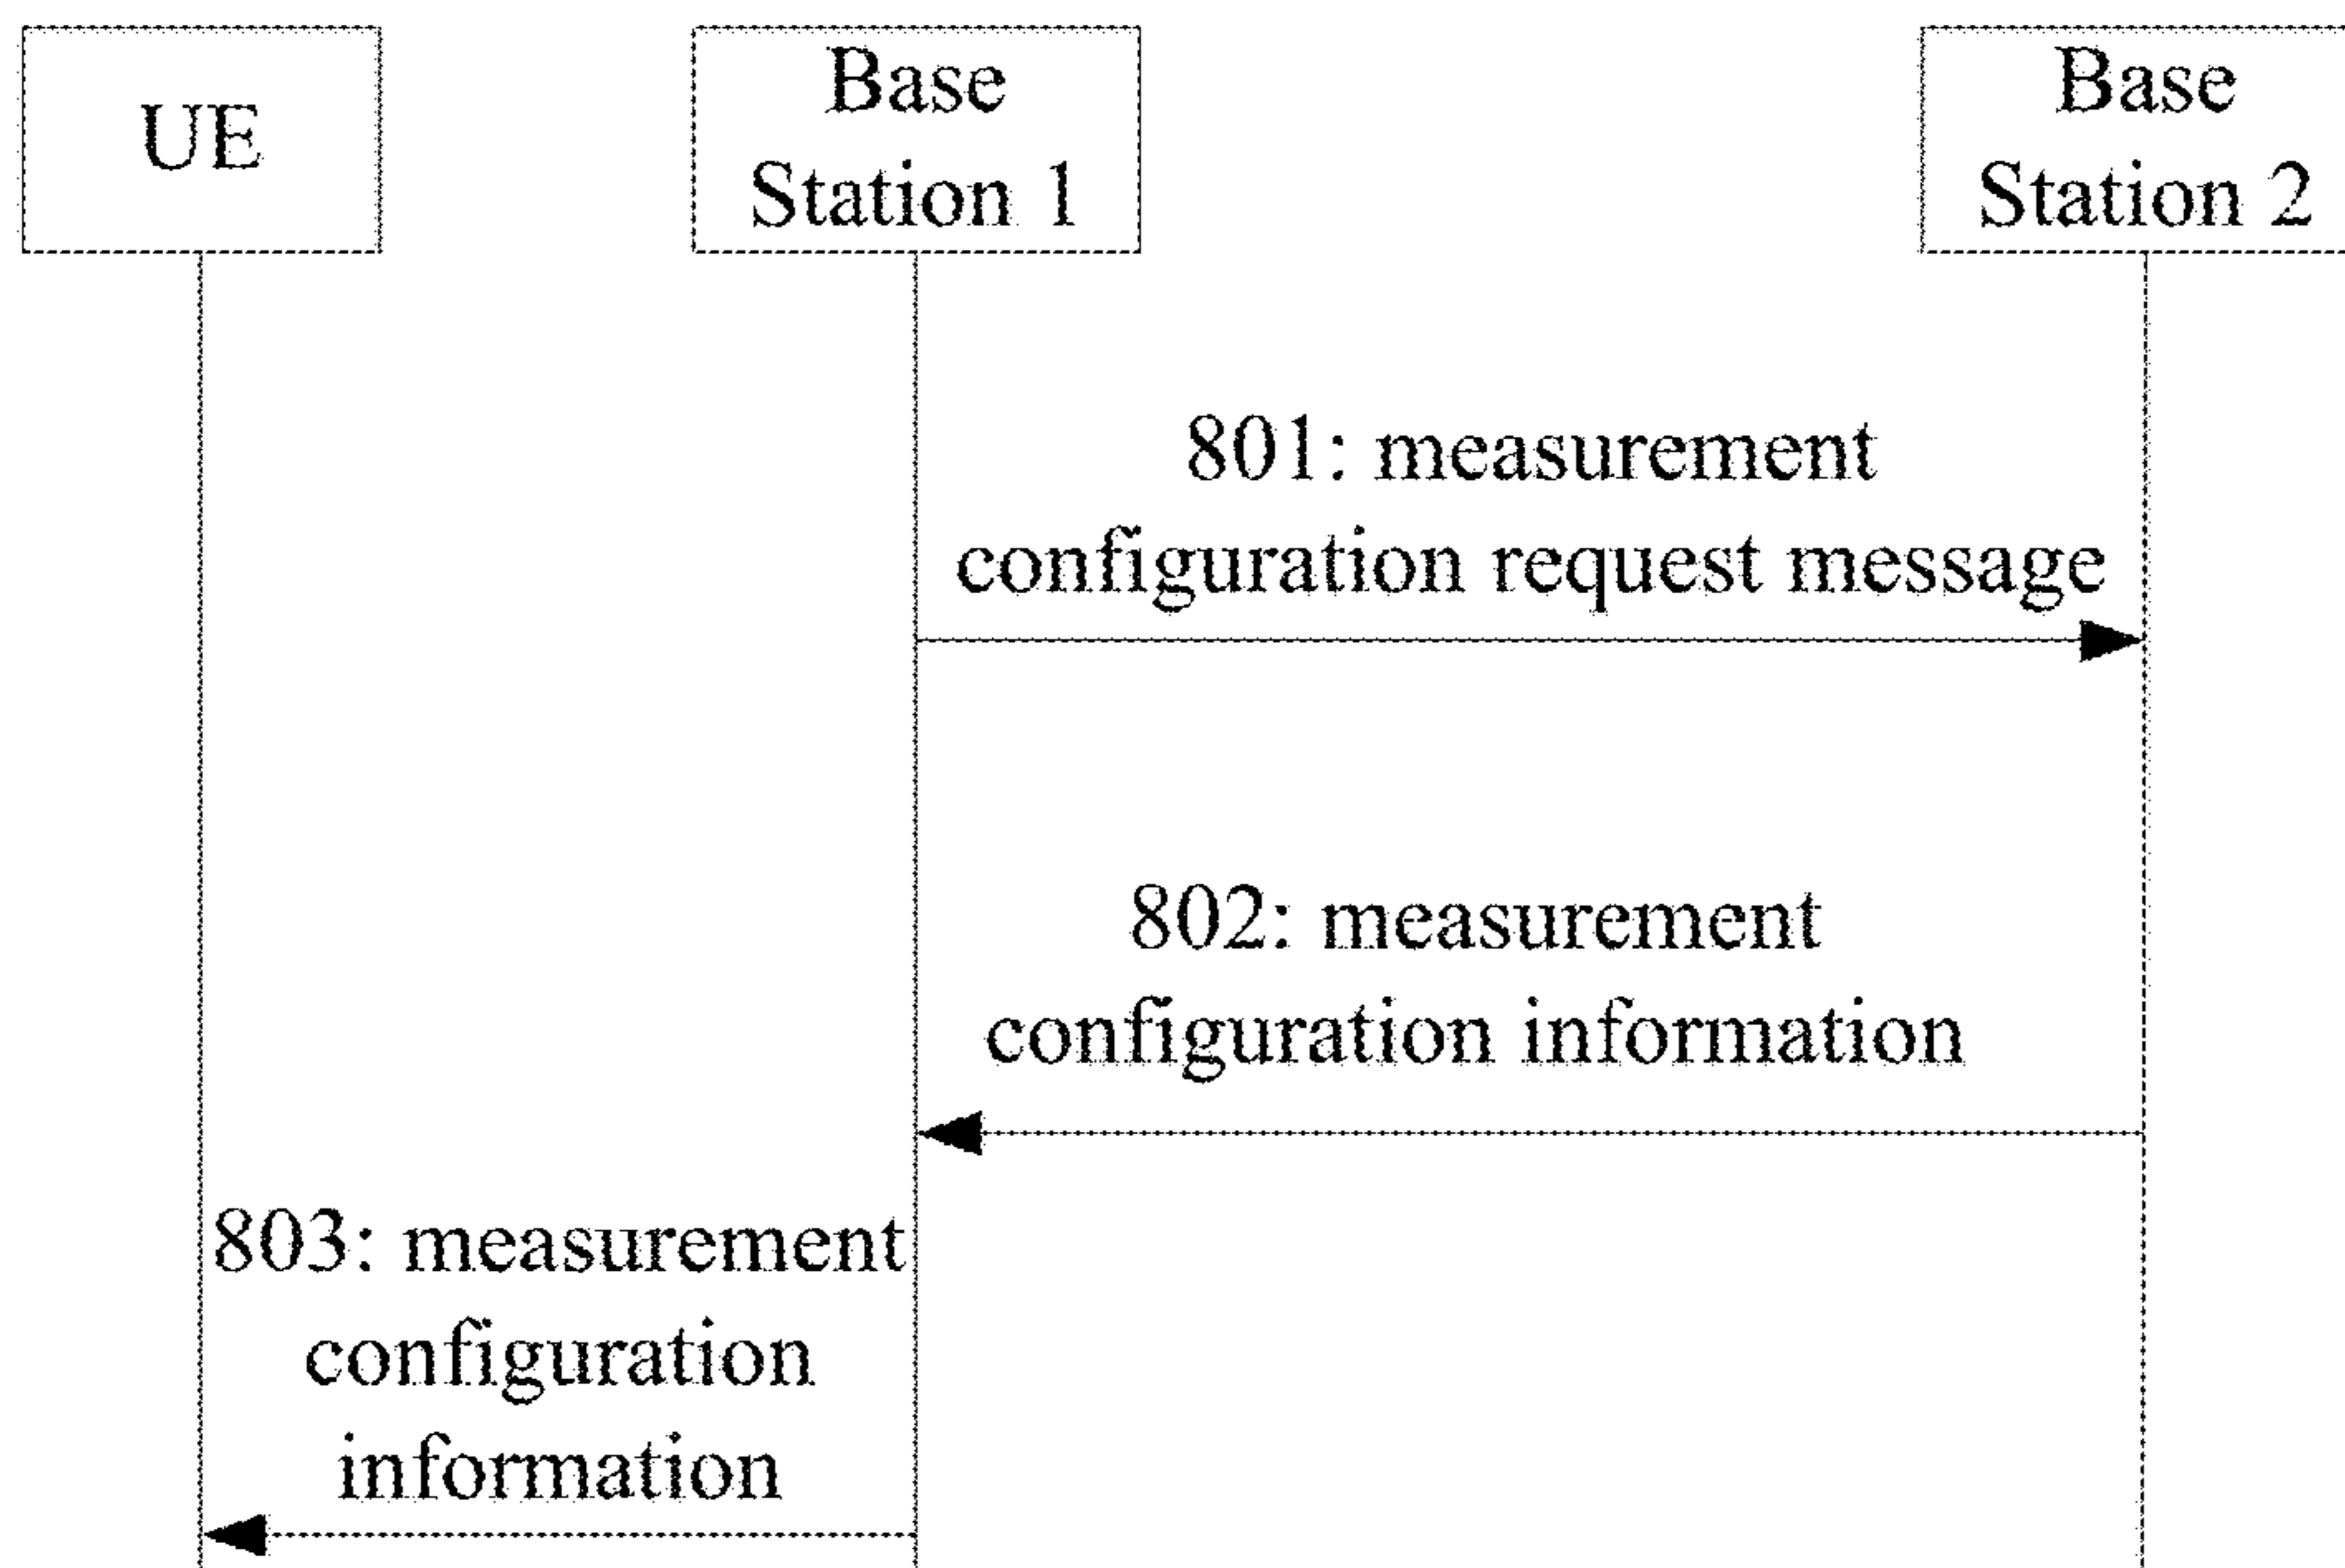 UE
Base
Station 1
Base
Station 2
801: measurement
configuration request message
802: measurement
configuration information
803: measurement
configuration
information